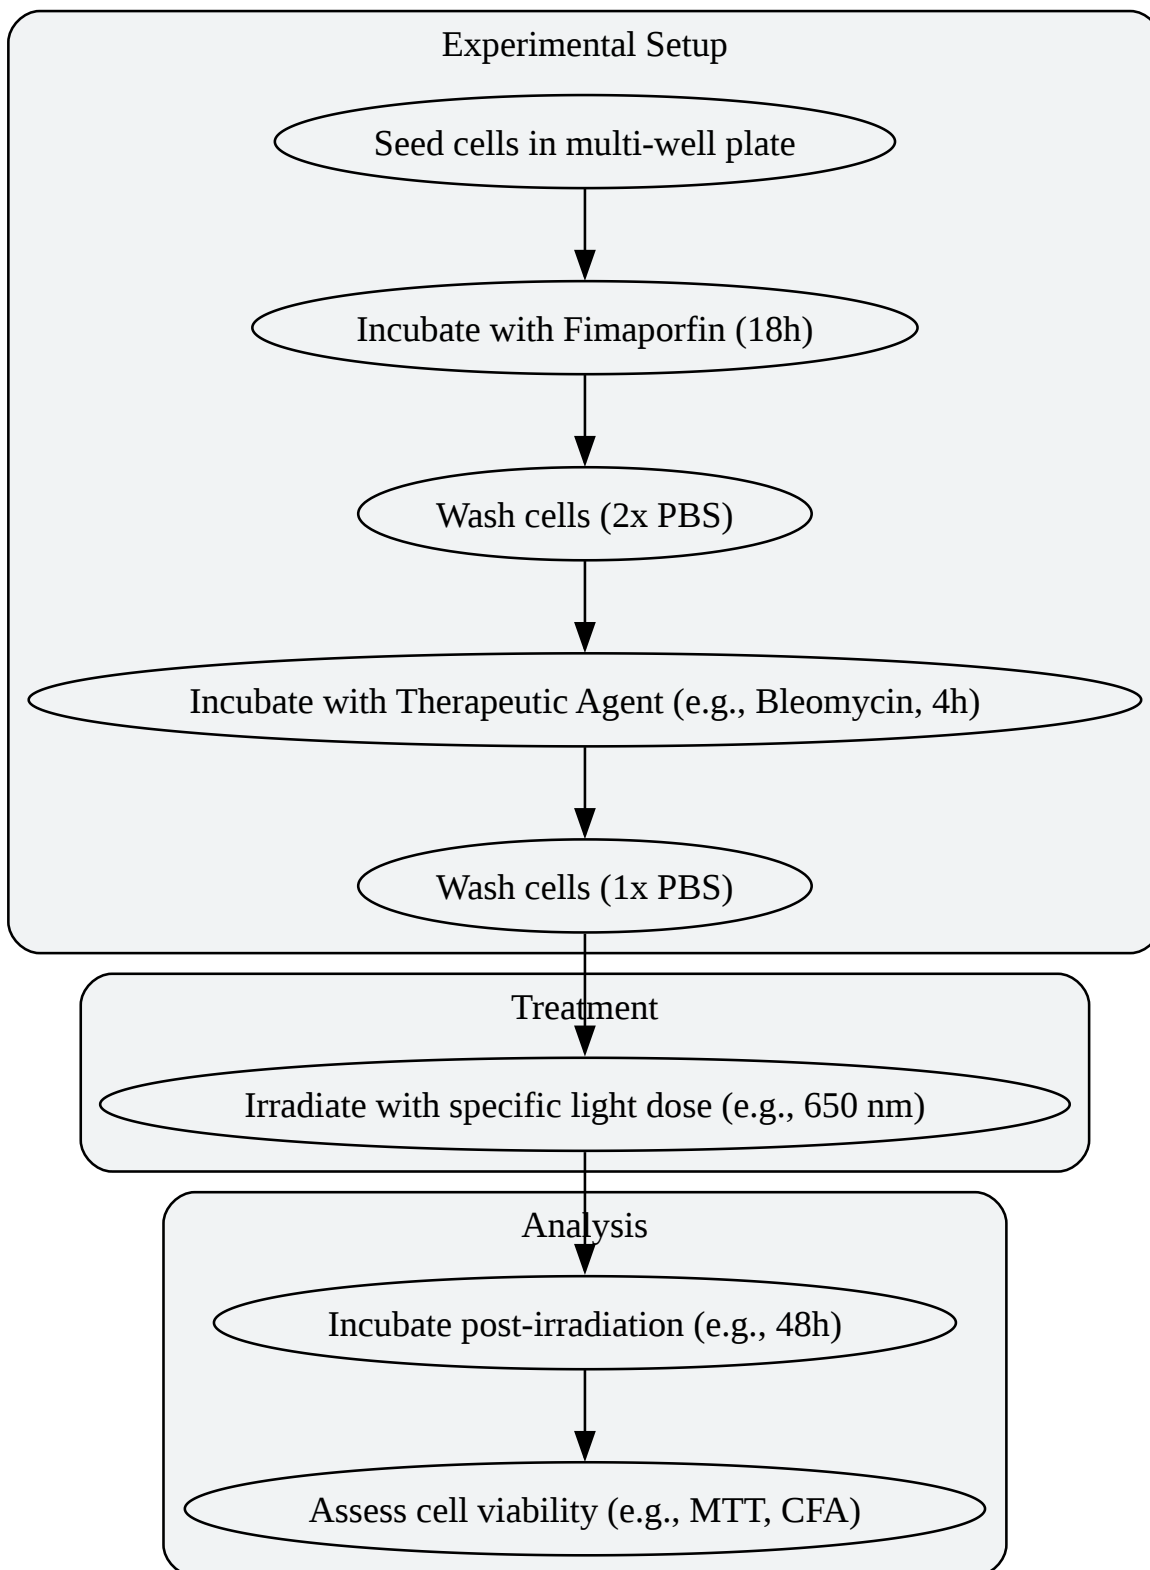 Experimental Setup
Seed cells in multi-well plate
Incubate with Fimaporfin (18h)
Wash cells (2x PBS)
Incubate with Therapeutic Agent (e.g., Bleomycin, 4h)
Wash cells (1x PBS)
Treatment
Irradiate with specific light dose (e.g., 650 nm)
Analysis
Incubate post-irradiation (e.g., 48h)
Assess cell viability (e.g., MTT, CFA)